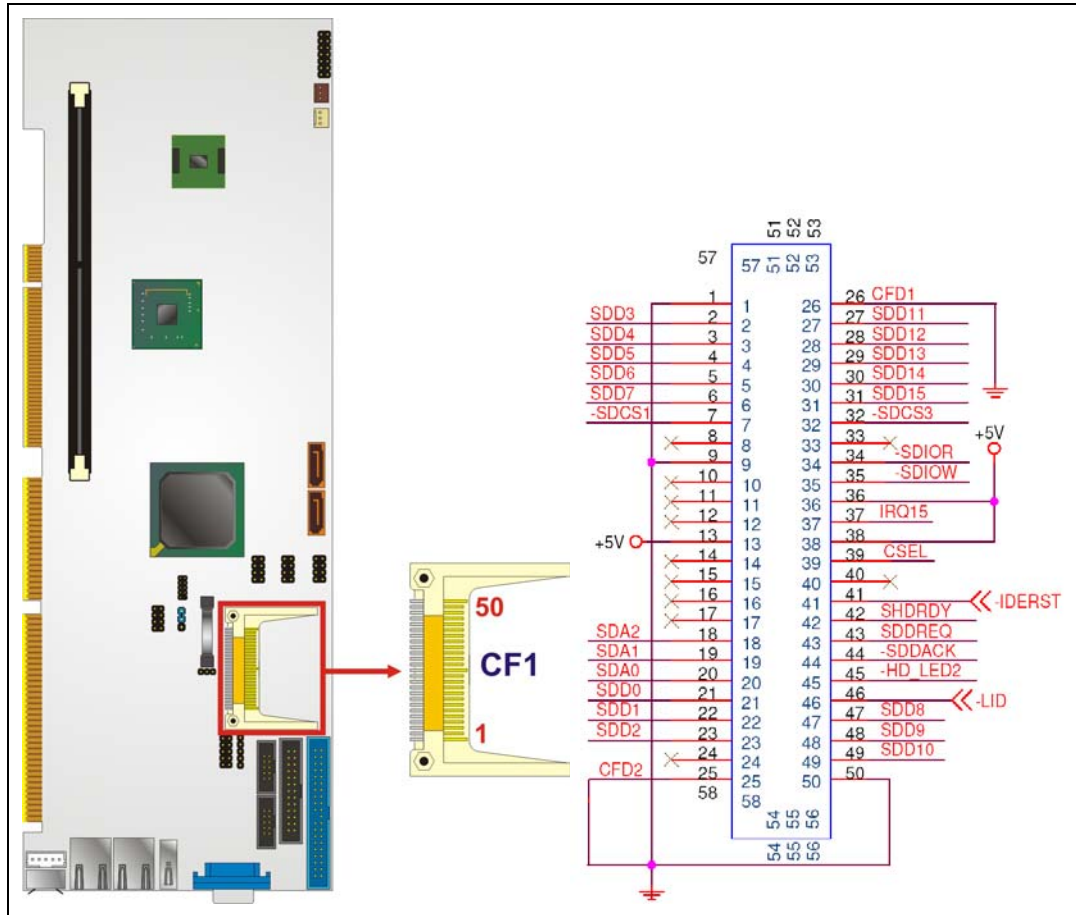 50
CF1
1
51 52 53
57
57 51 52 53
1 1 26 26 CFD1
SDD3 2 2 27 27 SDD11
SDD4 3 3 28 28 SDD12
SDD5 4 4 29 29 SDD13
SDD6 5 5 30 30 SDD14
SDD7 6 6 31 31 SDD15
-SDCS1 7 7 32 32 -SDCS3
8 8 33 33
+5V
9 9 34 34 -SDIOR
10 10 35 35 -SDIOW
11 11 36 36
12 12 37 37 IRQ15
+5V 13 13 38 38
14 14 39 39 CSEL
15 15 40 40
16 16 41 41 -IDERST
17 17 42 42 SHDRDY
SDA2 18 18 43 43 SDDREQ
SDA1 19 19 44 44 -SDDACK
SDA0 20 20 45 45 -HD_LED2
SDD0 21 21 46 46 -LID
SDD1 22 22 47 47 SDD8
SDD2 23 23 48 48 SDD9
24 24 49 49 SDD10
CFD2 25 25 50 50
58 58
54 55 56
54 55 56